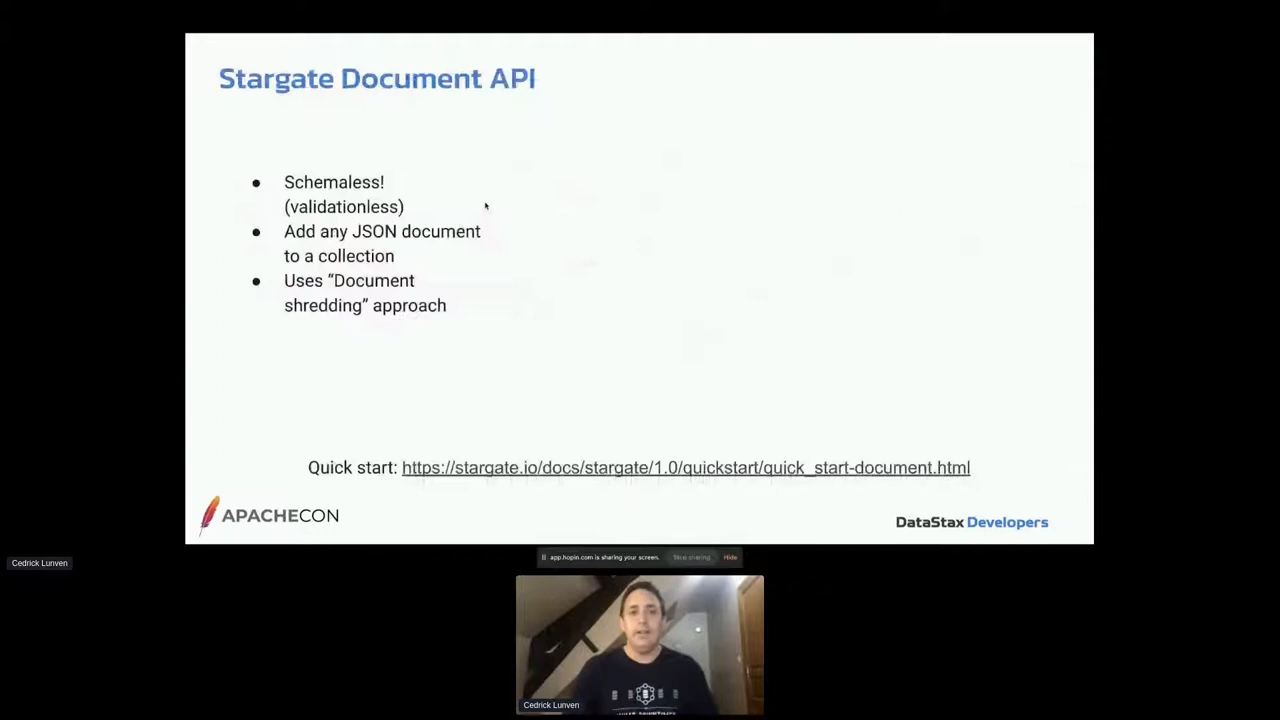 Stargate Document API
● Schemaless!
(validationless)
● Add any JSON document
to a collection
● Uses “Document
shredding” approach
Quick start: https://stargate.io/docs/stargate/1.0/quickstart/quick_start-document.html
APACHECON
DataStax Developers
Cedrick Lunven
app.hopin.com is sharing your screen. Stop sharing Hide
Cedrick Lunven